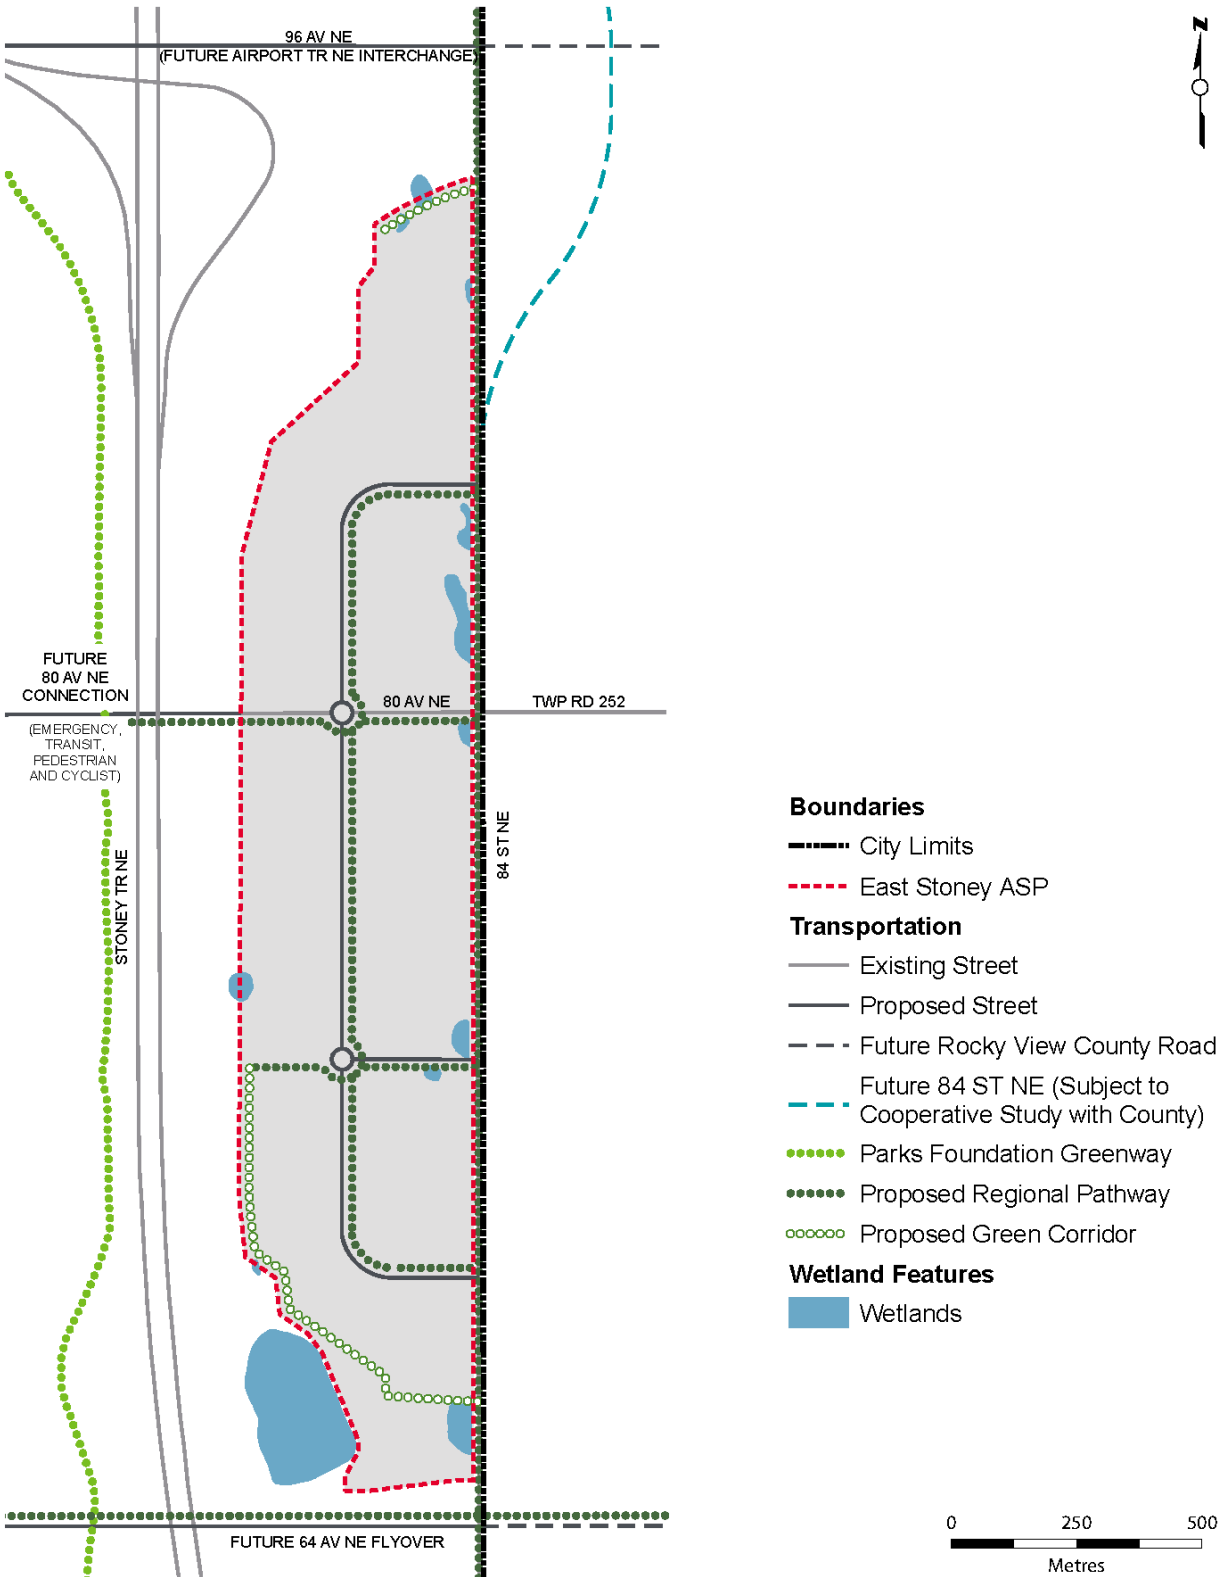 96 AV NE
(FUTURE AIRPORT TR NE INTERCHANGE)
N
FUTURE
80 AV NE
CONNECTION
(EMERGENCY,
TRANSIT,
PEDESTRIAN
AND CYCLIST)
80 AV NE
TWP RD 252
STONEY TR NE
84 ST NE
FUTURE 64 AV NE FLYOVER
Boundaries
City Limits
East Stoney ASP
Transportation
Existing Street
Proposed Street
Future Rocky View County Road
Future 84 ST NE (Subject to
Cooperative Study with County)
Parks Foundation Greenway
Proposed Regional Pathway
Proposed Green Corridor
Wetland Features
Wetlands
0 250 500
Metres